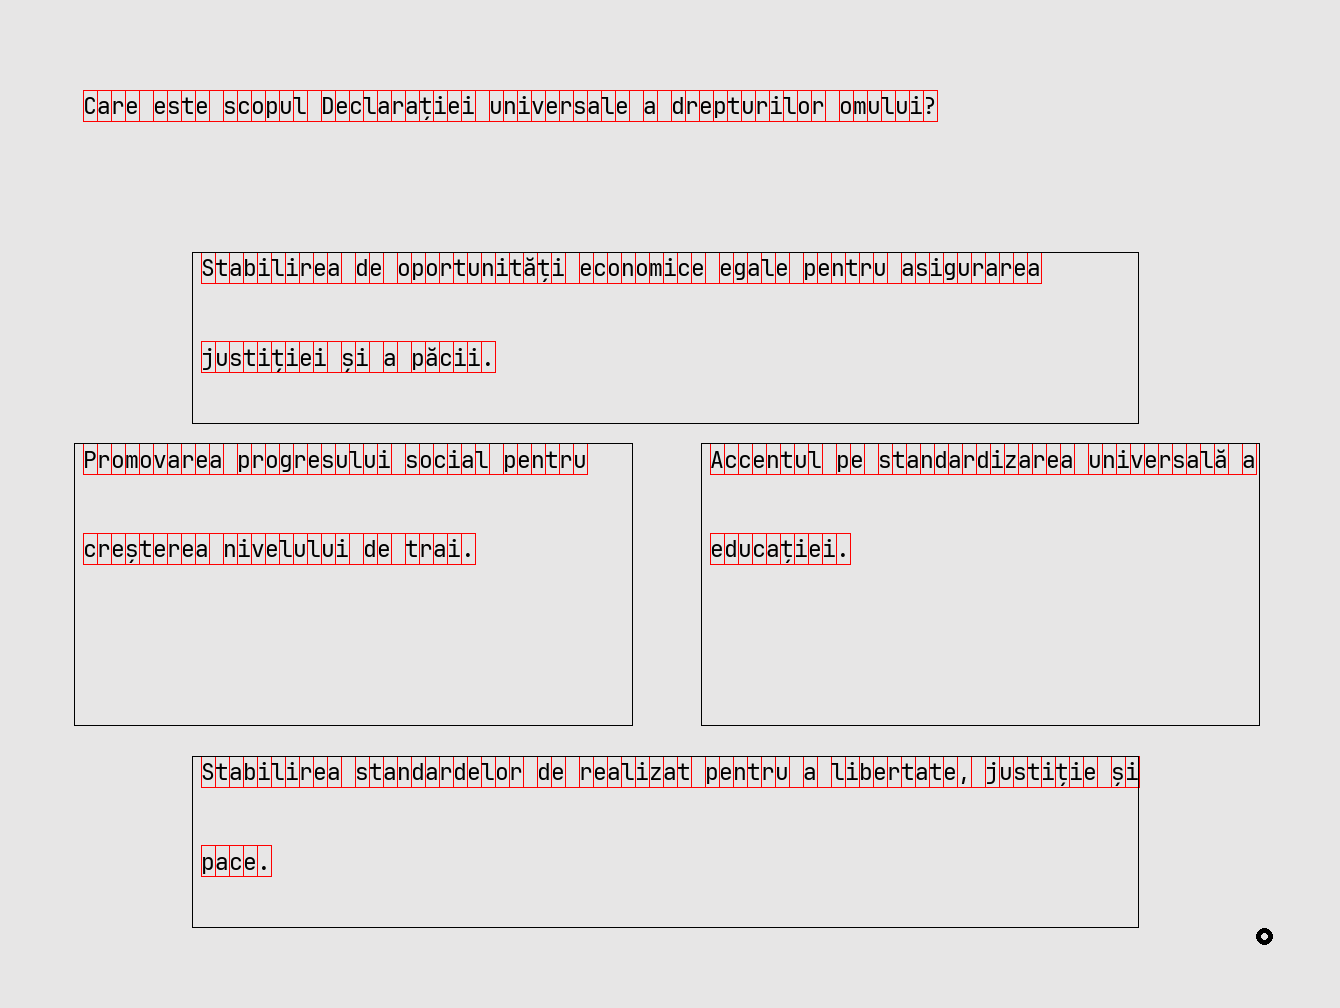 Care este scopul Declarației universale a drepturilor omului?
Stabilirea de oportunități economice egale pentru asigurarea
justiției și a păcii.
Promovarea progresului social pentru
creșterea nivelului de trai.
Accentul pe standardizarea universală a
educației.
Stabilirea standardelor de realizat pentru a libertate, justiție și
pace.